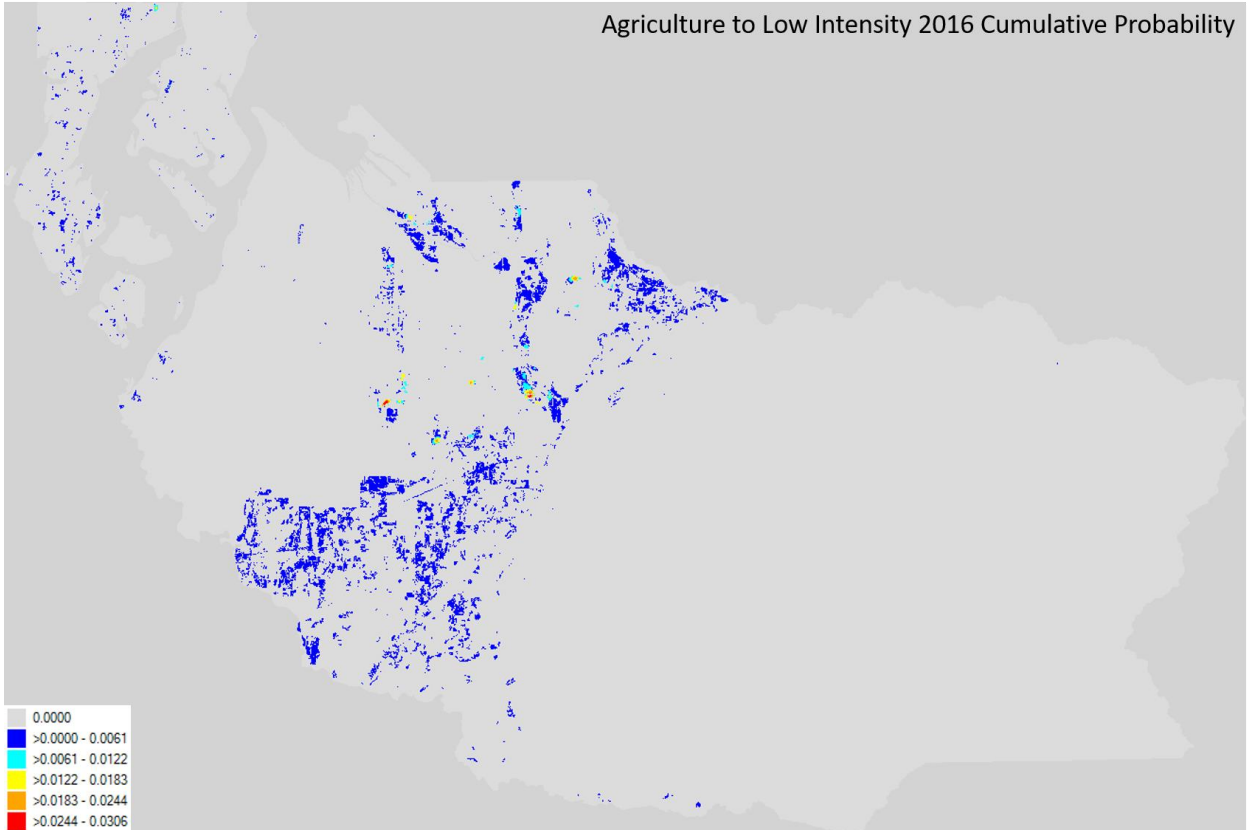 Agriculture to Low Intensity 2016 Cumulative Probability
0.0000
>0.0000 - 0.0061
>0.0061 - 0.0122
>0.0122 - 0.0183
>0.0183 - 0.0244
>0.0244 - 0.0306